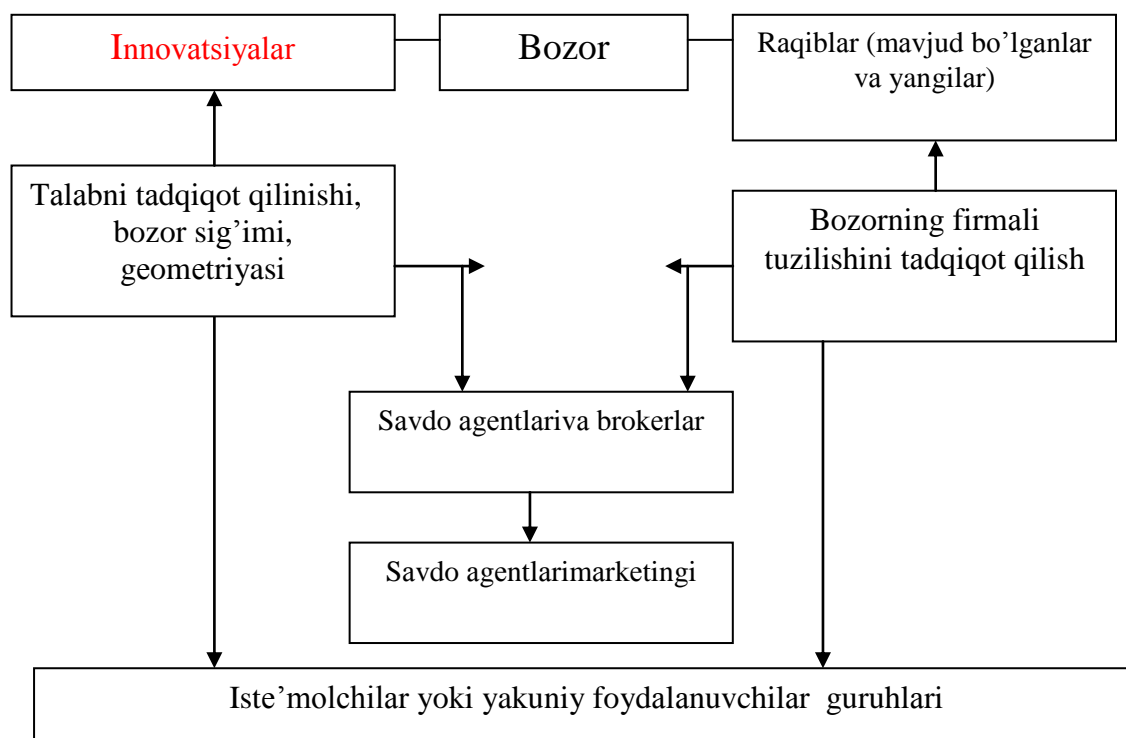 Innovatsiyalar
Bozor
Raqiblar (mavjud bo’lganlar
va yangilar)
Talabni tadqiqot qilinishi,
bozor sig’imi,
geometriyasi
Bozorning firmali
tuzilishini tadqiqot qilish
Savdo agentlariva brokerlar
Savdo agentlarimarketingi
Iste’molchilar yoki yakuniy foydalanuvchilar guruhlari